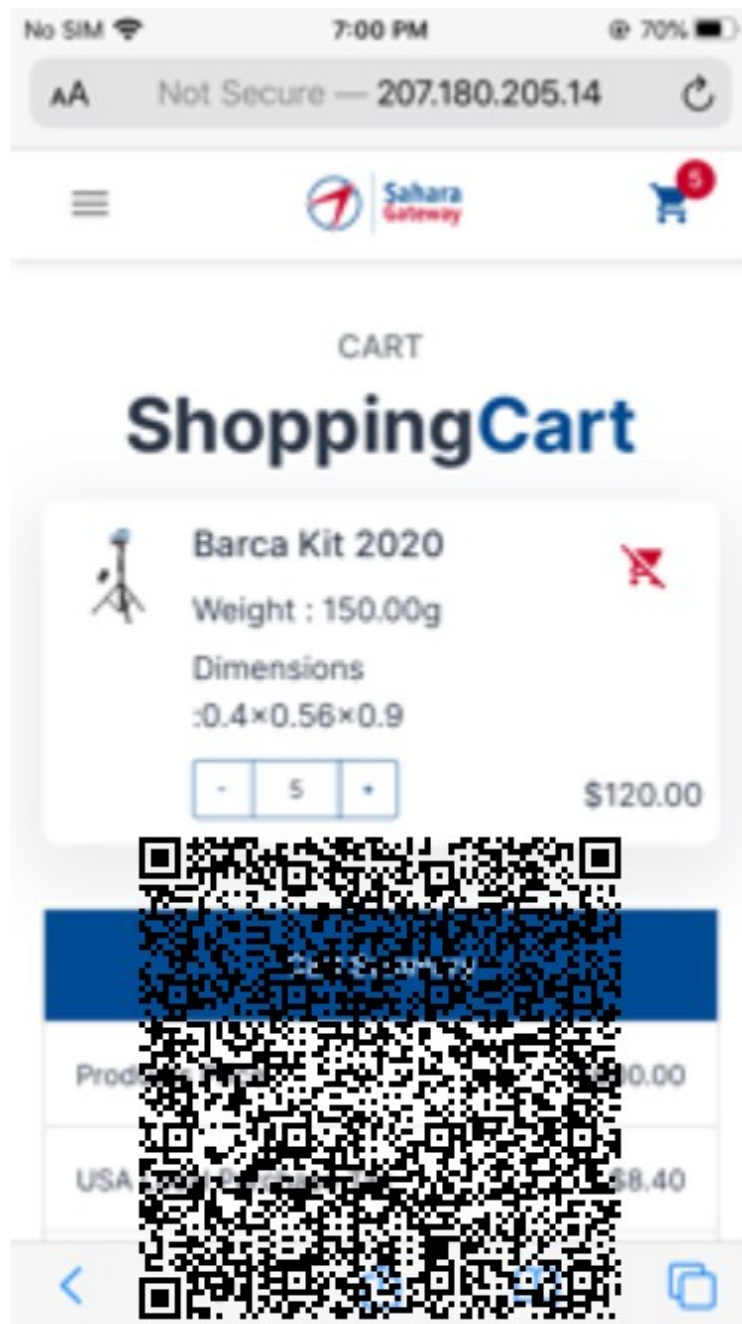 No SIM 7:00 PM 70%
AA Not Secure — 207.180.205.14
Sahara
Gateway
5
CART
ShoppingCart
Barca Kit 2020
Weight : 150.00g
Dimensions
:0.4×0.56×0.9
- 5 +
$120.00
USA $8.40